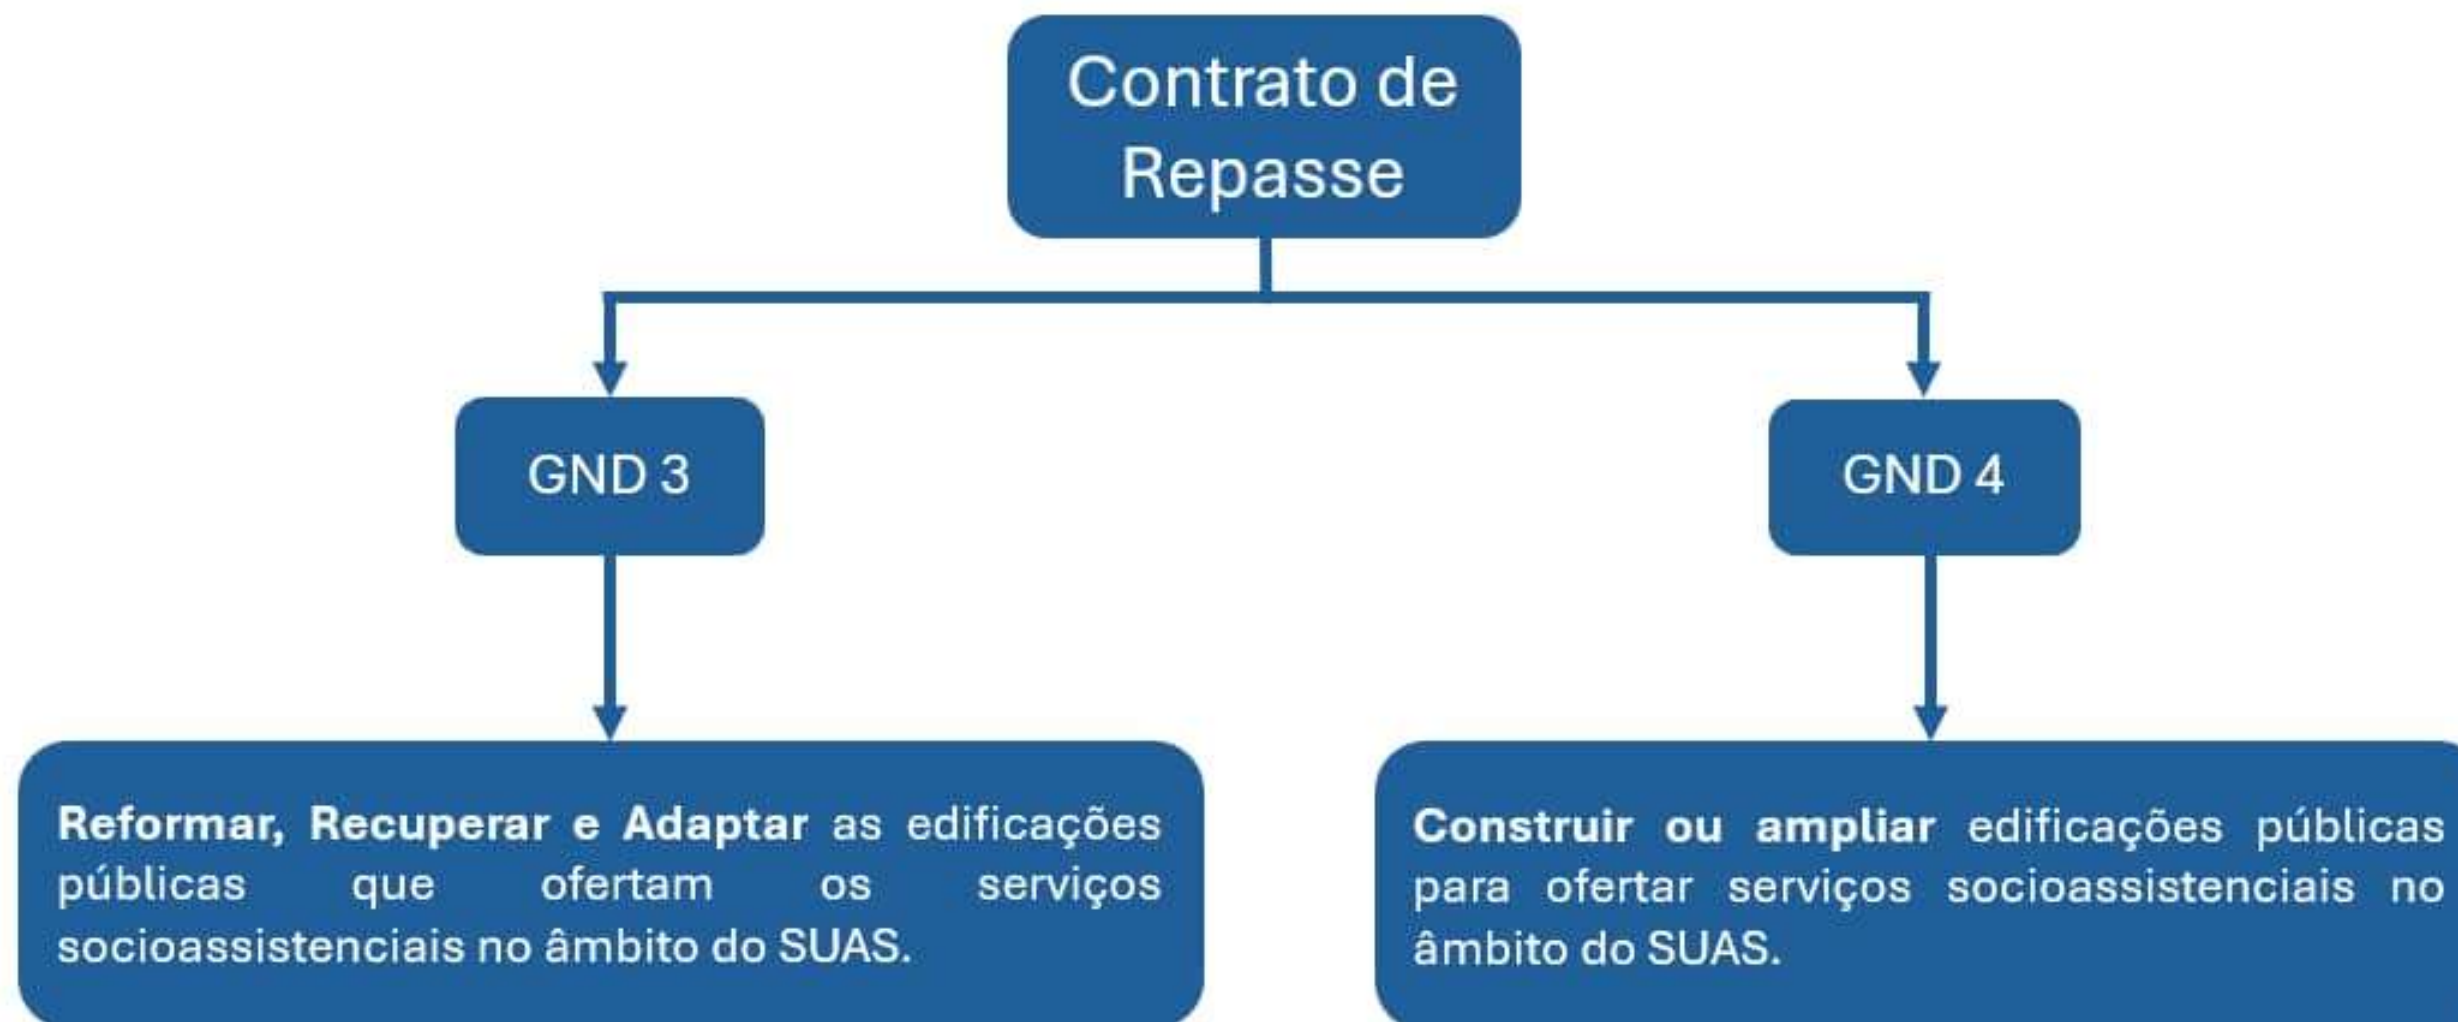 Contrato de
Repasse
GND 3
GND 4
Reformar, Recuperar e Adaptar as edificações
públicas que ofertam os serviços
socioassistenciais no âmbito do SUAS.
Construir ou ampliar edificações públicas
para ofertar serviços socioassistenciais no
âmbito do SUAS.